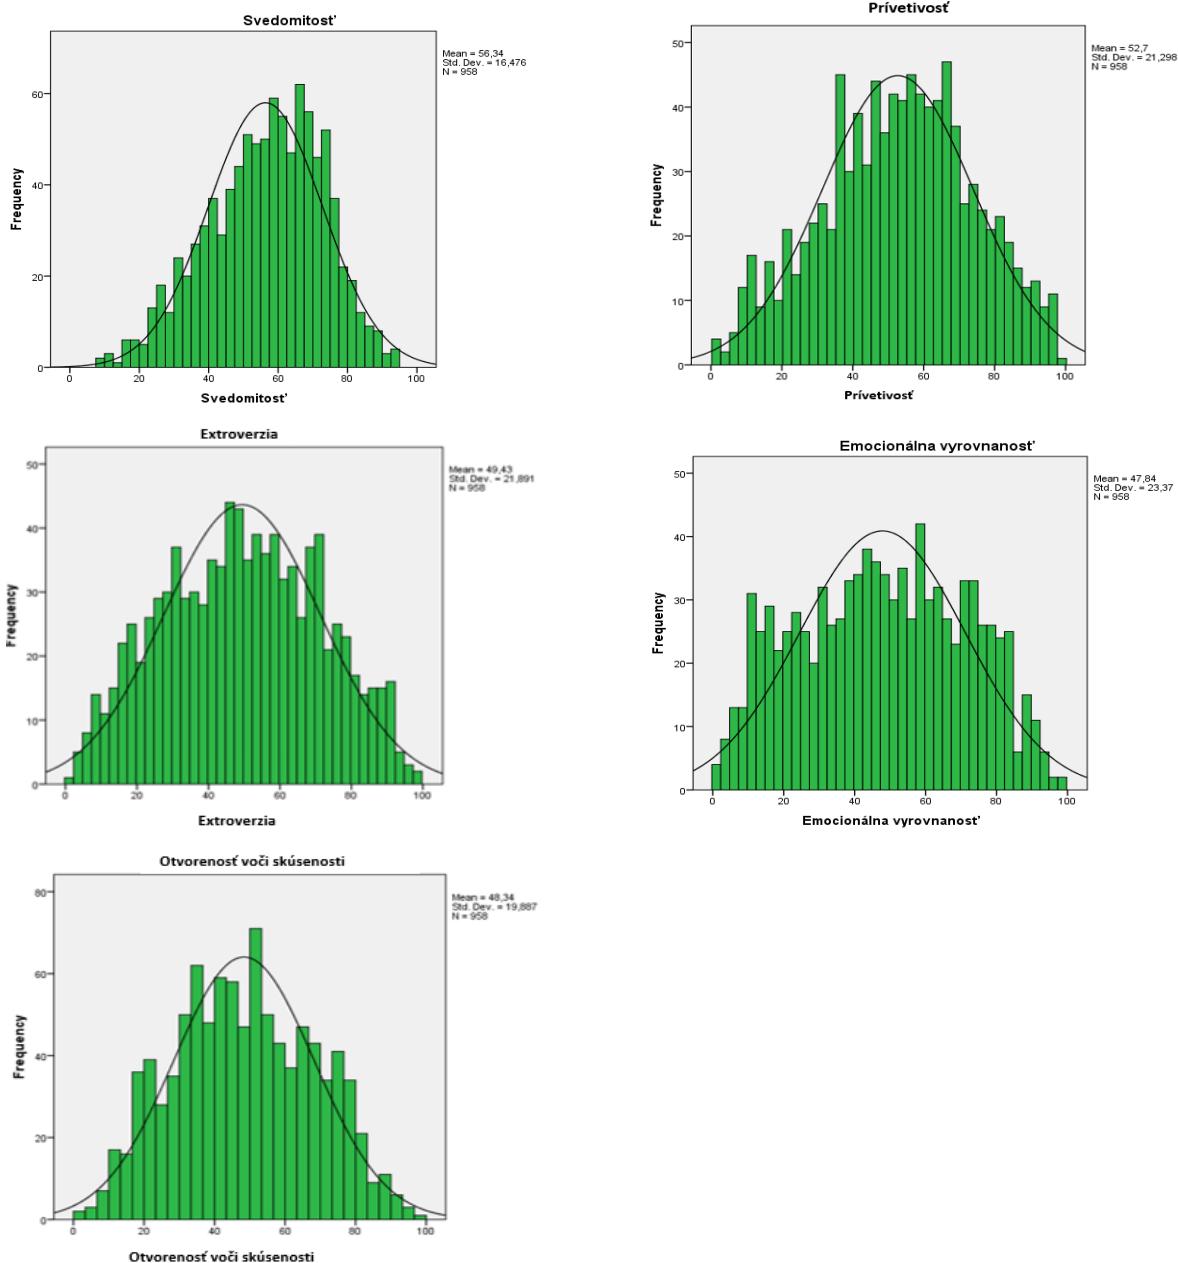 Svedomitosť
Mean = 56,34
Std. Dev. = 16,476
N = 958
Frequency
60
40
20
0
0 20 40 60 80 100
Svedomitosť
Prívetivosť
Mean = 52,7
Std. Dev. = 21,298
N = 958
Frequency
50
40
30
20
10
0
0 20 40 60 80 100
Prívetivosť
Extroverzia
Mean = 49,43
Std. Dev. = 21,891
N = 958
Frequency
50
40
30
20
10
0
0 20 40 60 80 100
Extroverzia
Emocionálna vyrovnanosť
Mean = 47,84
Std. Dev. = 23,37
N = 958
Frequency
50
40
30
20
10
0
0 20 40 60 80 100
Emocionálna vyrovnanosť
Otvorenosť voči skúsenosti
Mean = 48,34
Std. Dev. = 19,887
N = 958
Frequency
80
60
40
20
0
0 20 40 60 80 100
Otvorenosť voči skúsenosti